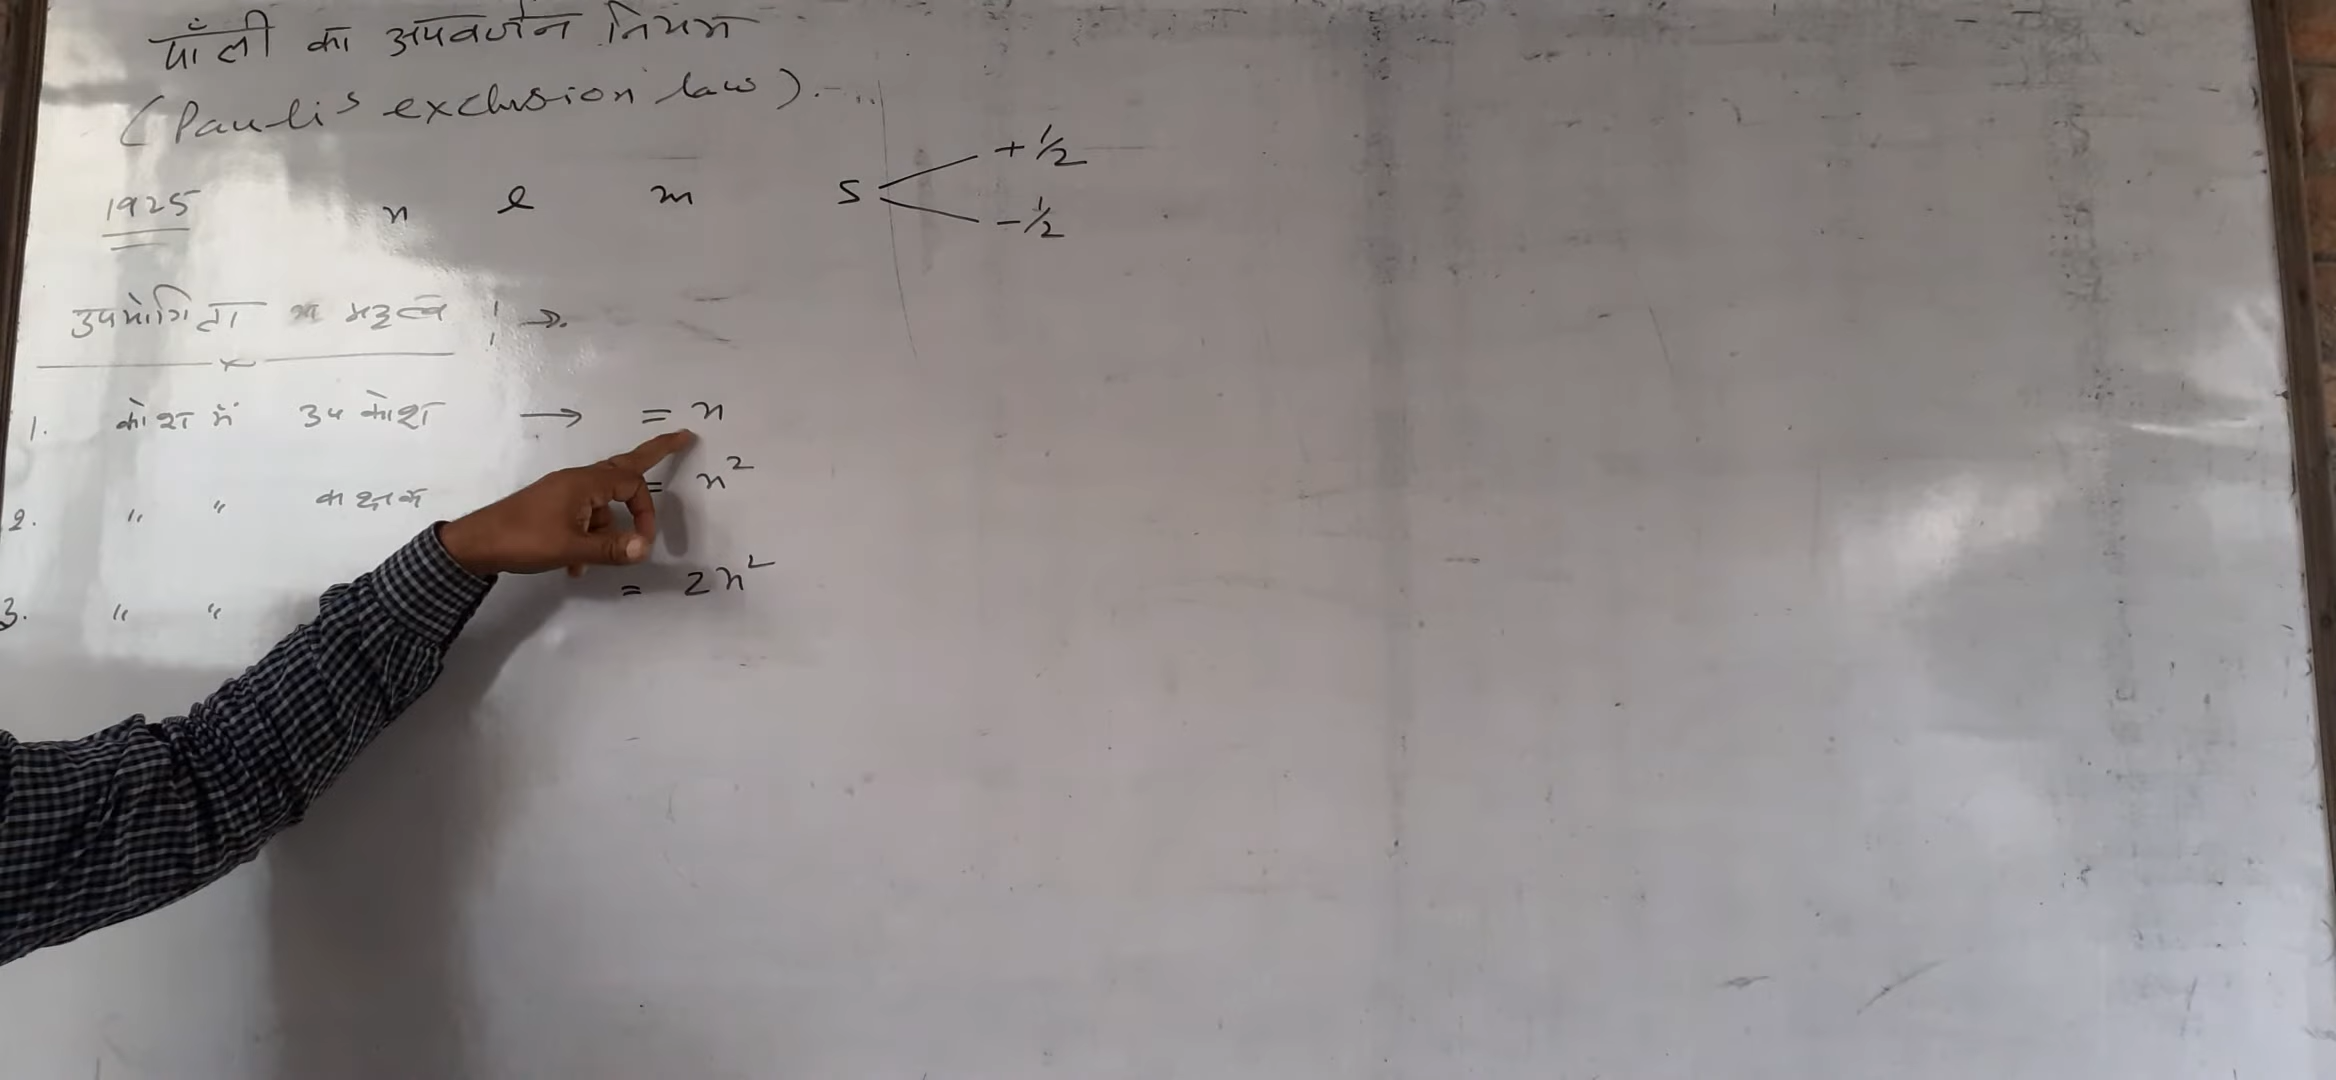 पॉली का अपवर्जन नियम
(Pauli's exclusion law).-..
1925 n l m s +1/2
-1/2
उपयोगिता व महत्व :→.
1. कोश में उपकोश → = n
2. " " कक्षक = n²
3. " " = 2n²